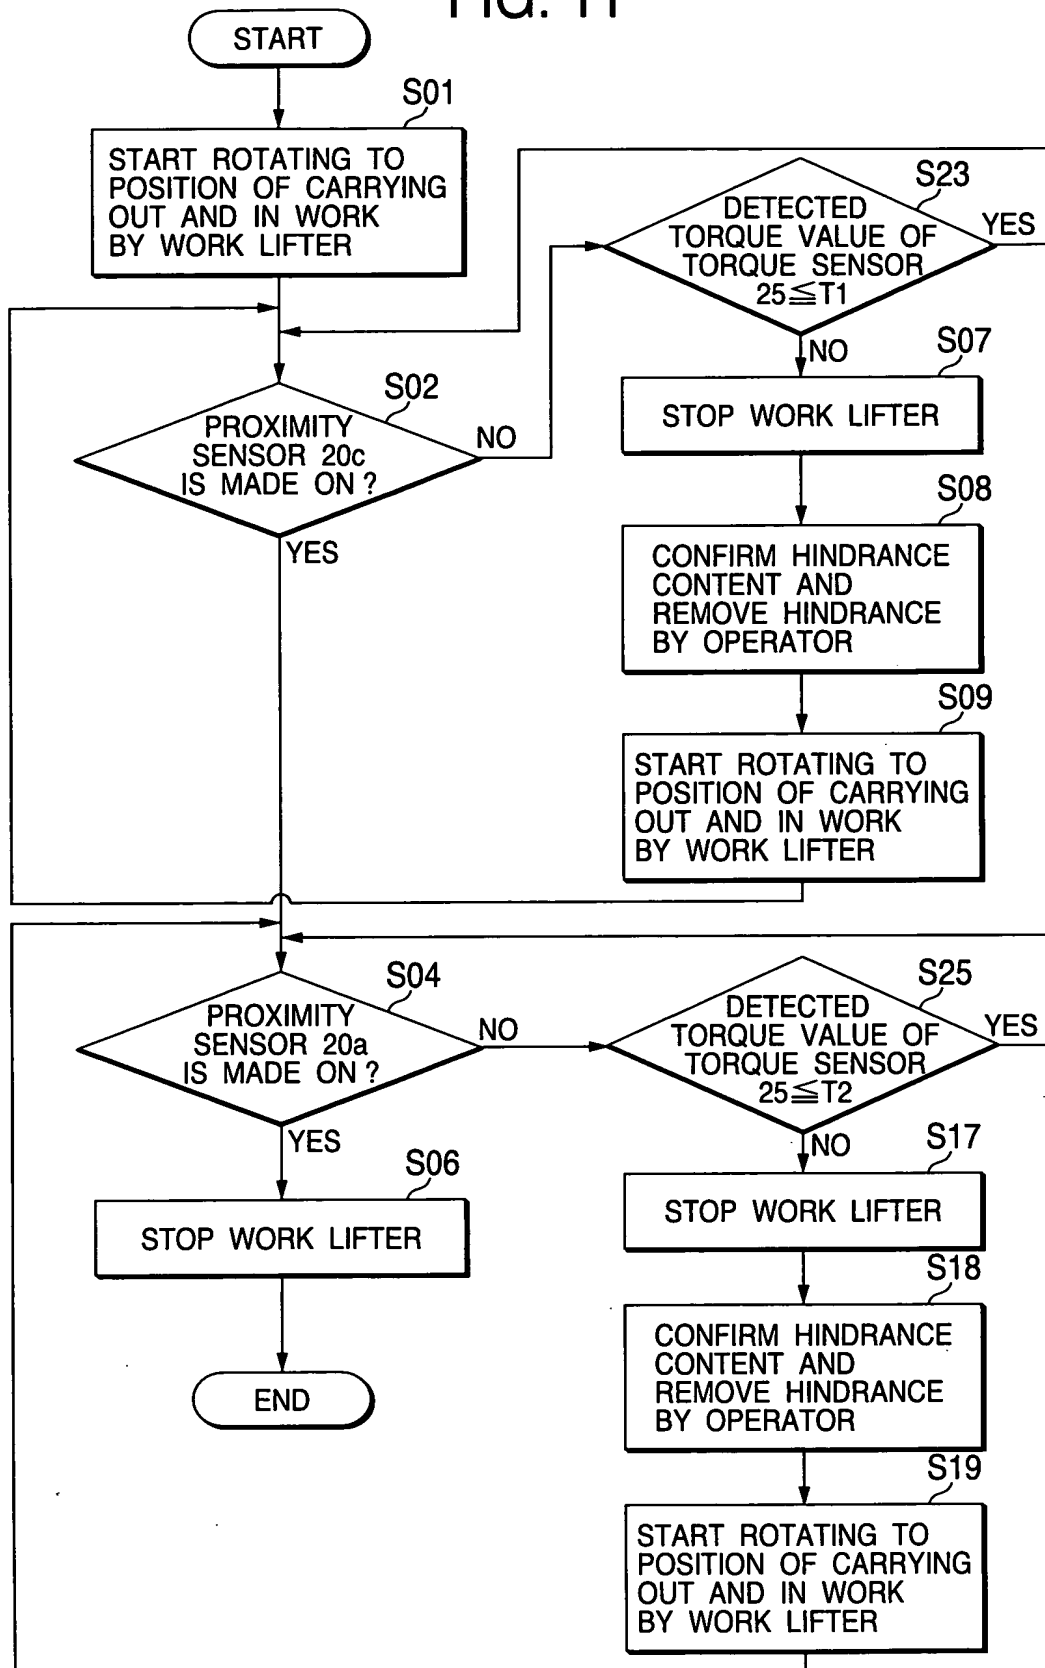 FIG. 11
START
S01
START ROTATING TO
POSITION OF CARRYING
OUT AND IN WORK
BY WORK LIFTER
S02
PROXIMITY
SENSOR 20c
IS MADE ON ?
NO
YES
S23
DETECTED
TORQUE VALUE OF
TORQUE SENSOR
25≦T1
YES
NO
S07
STOP WORK LIFTER
S08
CONFIRM HINDRANCE
CONTENT AND
REMOVE HINDRANCE
BY OPERATOR
S09
START ROTATING TO
POSITION OF CARRYING
OUT AND IN WORK
BY WORK LIFTER
S04
PROXIMITY
SENSOR 20a
IS MADE ON ?
NO
YES
S06
STOP WORK LIFTER
END
S25
DETECTED
TORQUE VALUE OF
TORQUE SENSOR
25≦T2
YES
NO
S17
STOP WORK LIFTER
S18
CONFIRM HINDRANCE
CONTENT AND
REMOVE HINDRANCE
BY OPERATOR
S19
START ROTATING TO
POSITION OF CARRYING
OUT AND IN WORK
BY WORK LIFTER